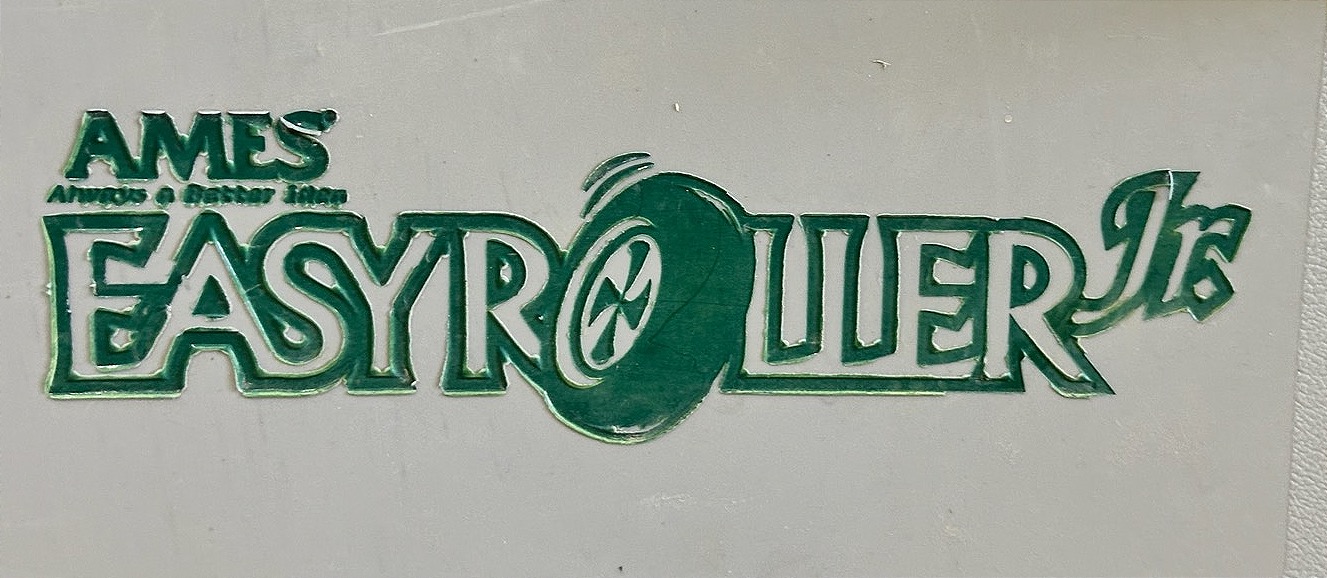 AMES
Always a Better Idea
EASYROLLER Jr.